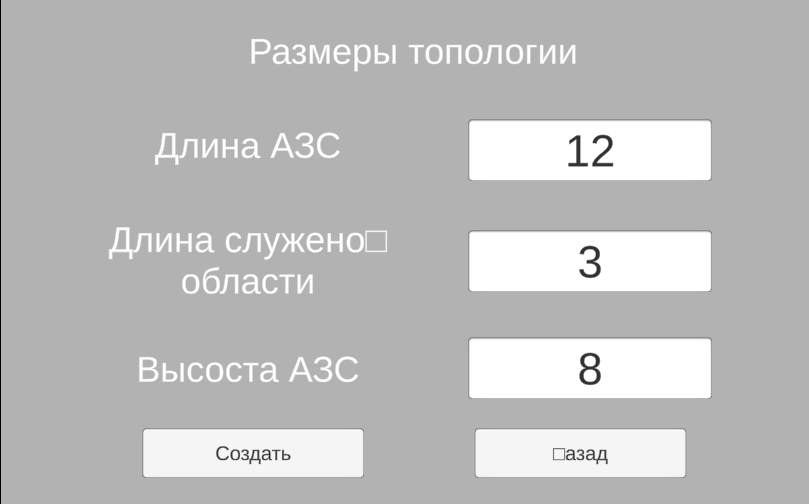 Размеры топологии
Длина АЗС
12
Длина служено□
области
3
Высоста АЗС
8
Создать
□азад